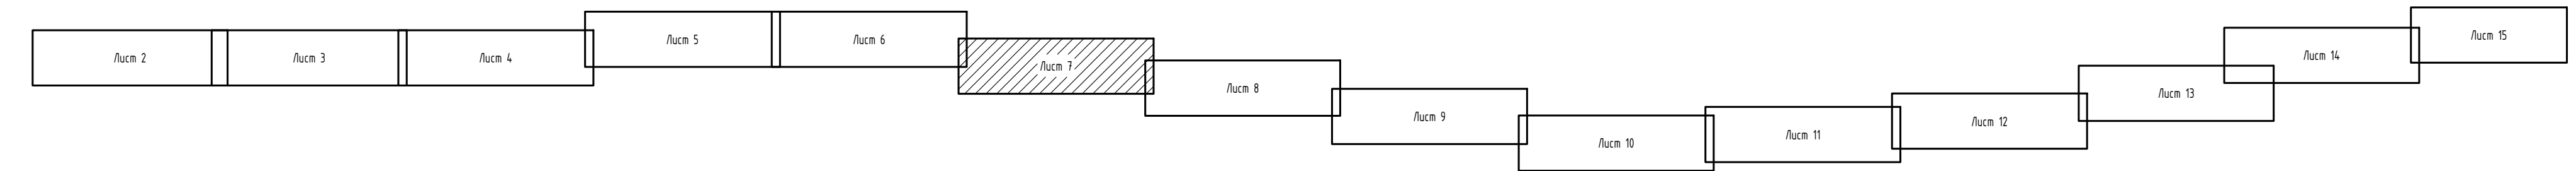 Лист 2
Лист 3
Лист 4
Лист 5
Лист 6
Лист 7
Лист 8
Лист 9
Лист 10
Лист 11
Лист 12
Лист 13
Лист 14
Лист 15